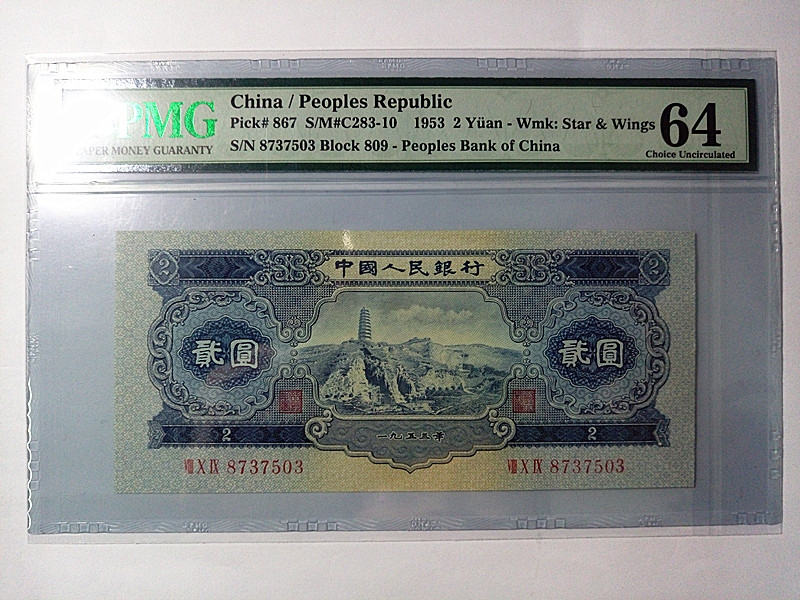 PMG
PAPER MONEY GUARANTY
China / Peoples Republic
Pick# 867 S/M#C283-10 1953 2 Yüan - Wmk: Star & Wings
S/N 8737503 Block 809 - Peoples Bank of China
64
Choice Uncirculated
2
中國人民銀行
2
貳圓
貳圓
一九五三年
2
2
VIII X IX 8737503
VIII X IX 8737503